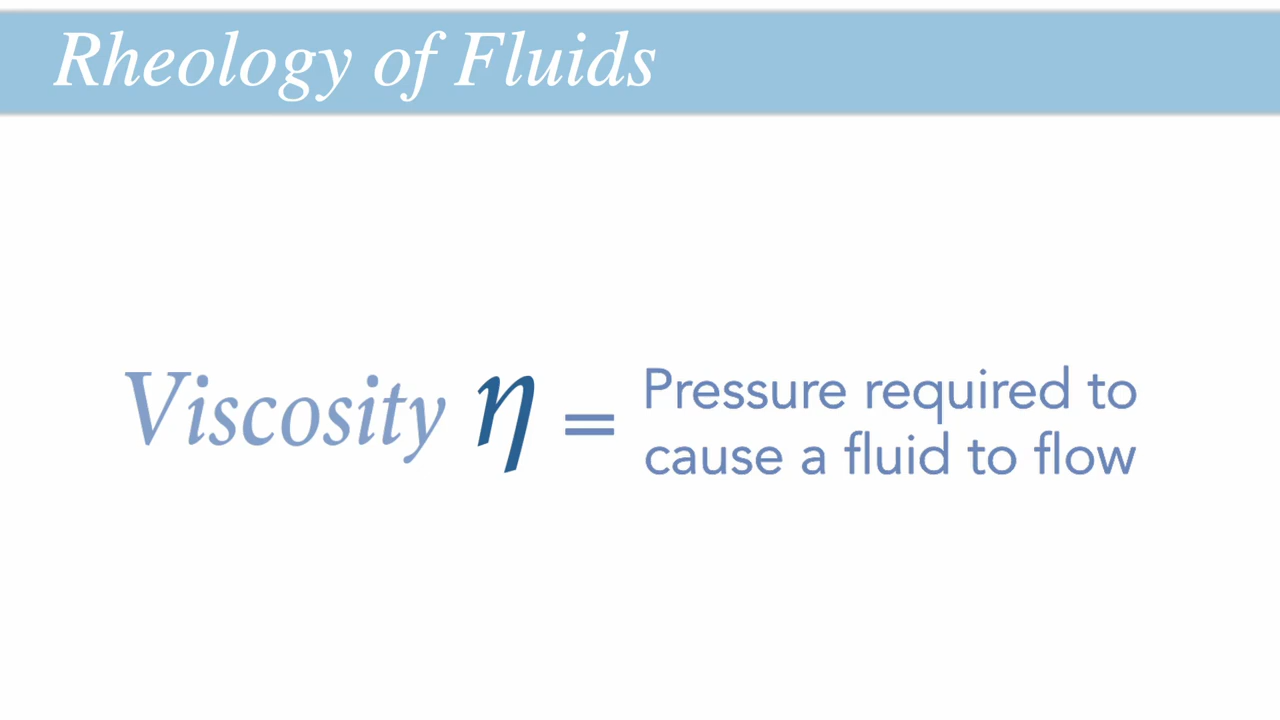 Rheology of Fluids
Viscosity η = Pressure required to
cause a fluid to flow